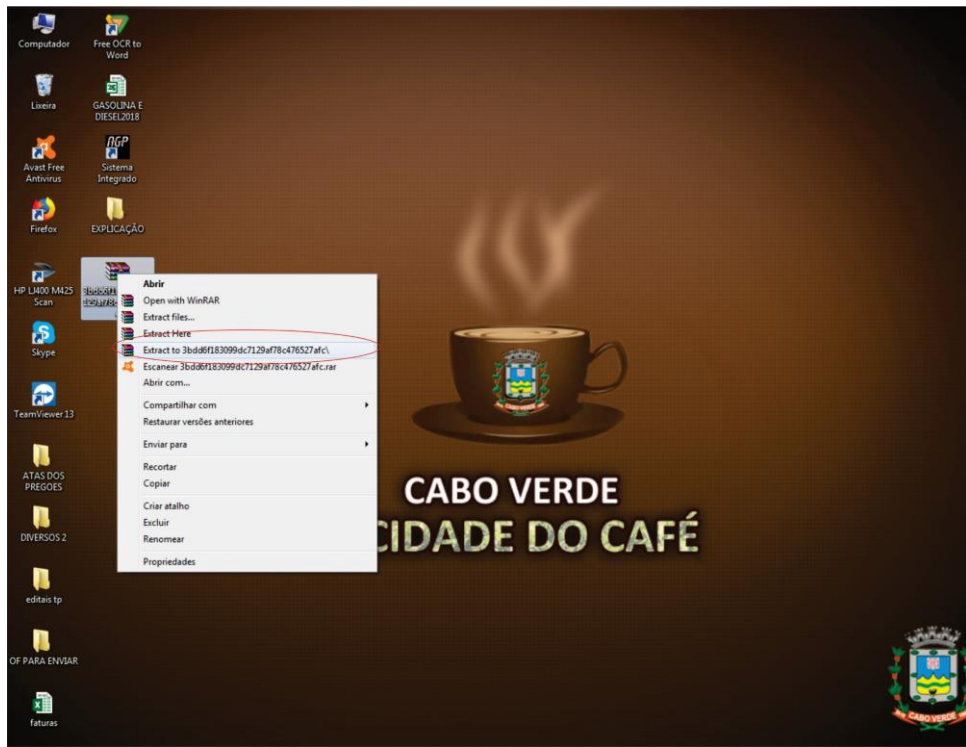 Computador
Free OCR to
Word
Lixeira
GASOLINA E
DIESEL2018
Avast Free
Antivirus
NGP
Sistema
Integrado
Firefox
EXPLICAÇÃO
HP LJ400 M425
Scan
Skype
TeamViewer 13
ATAS DOS
PREGOES
DIVERSOS 2
editais tp
OF PARA ENVIAR
faturas
Abrir
Open with WinRAR
Extract files...
Extract Here
Extract to 3bdd6f183099dc7129af78c476527afc\
Escanear 3bdd6f183099dc7129af78c476527afc.rar
Abrir com...
Compartilhar com
Restaurar versões anteriores
Enviar para
Recortar
Copiar
Criar atalho
Excluir
Renomear
Propriedades
CABO VERDE
CABO VERDE
CIDADE DO CAFÉ
CABO VERDE